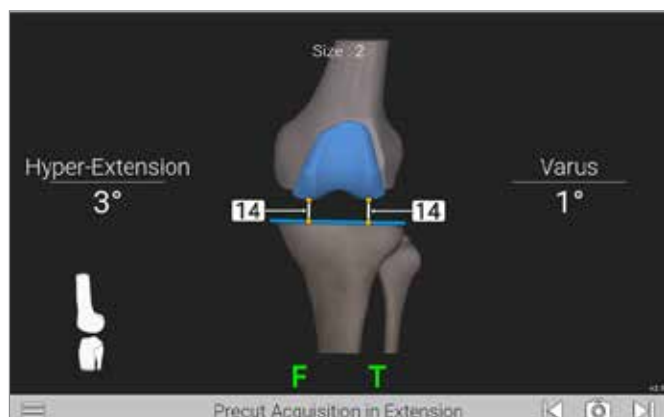 Size : 2
Hyper-Extension
3°
Varus
1°
14
14
F
T
Precut Acquisition in Extension